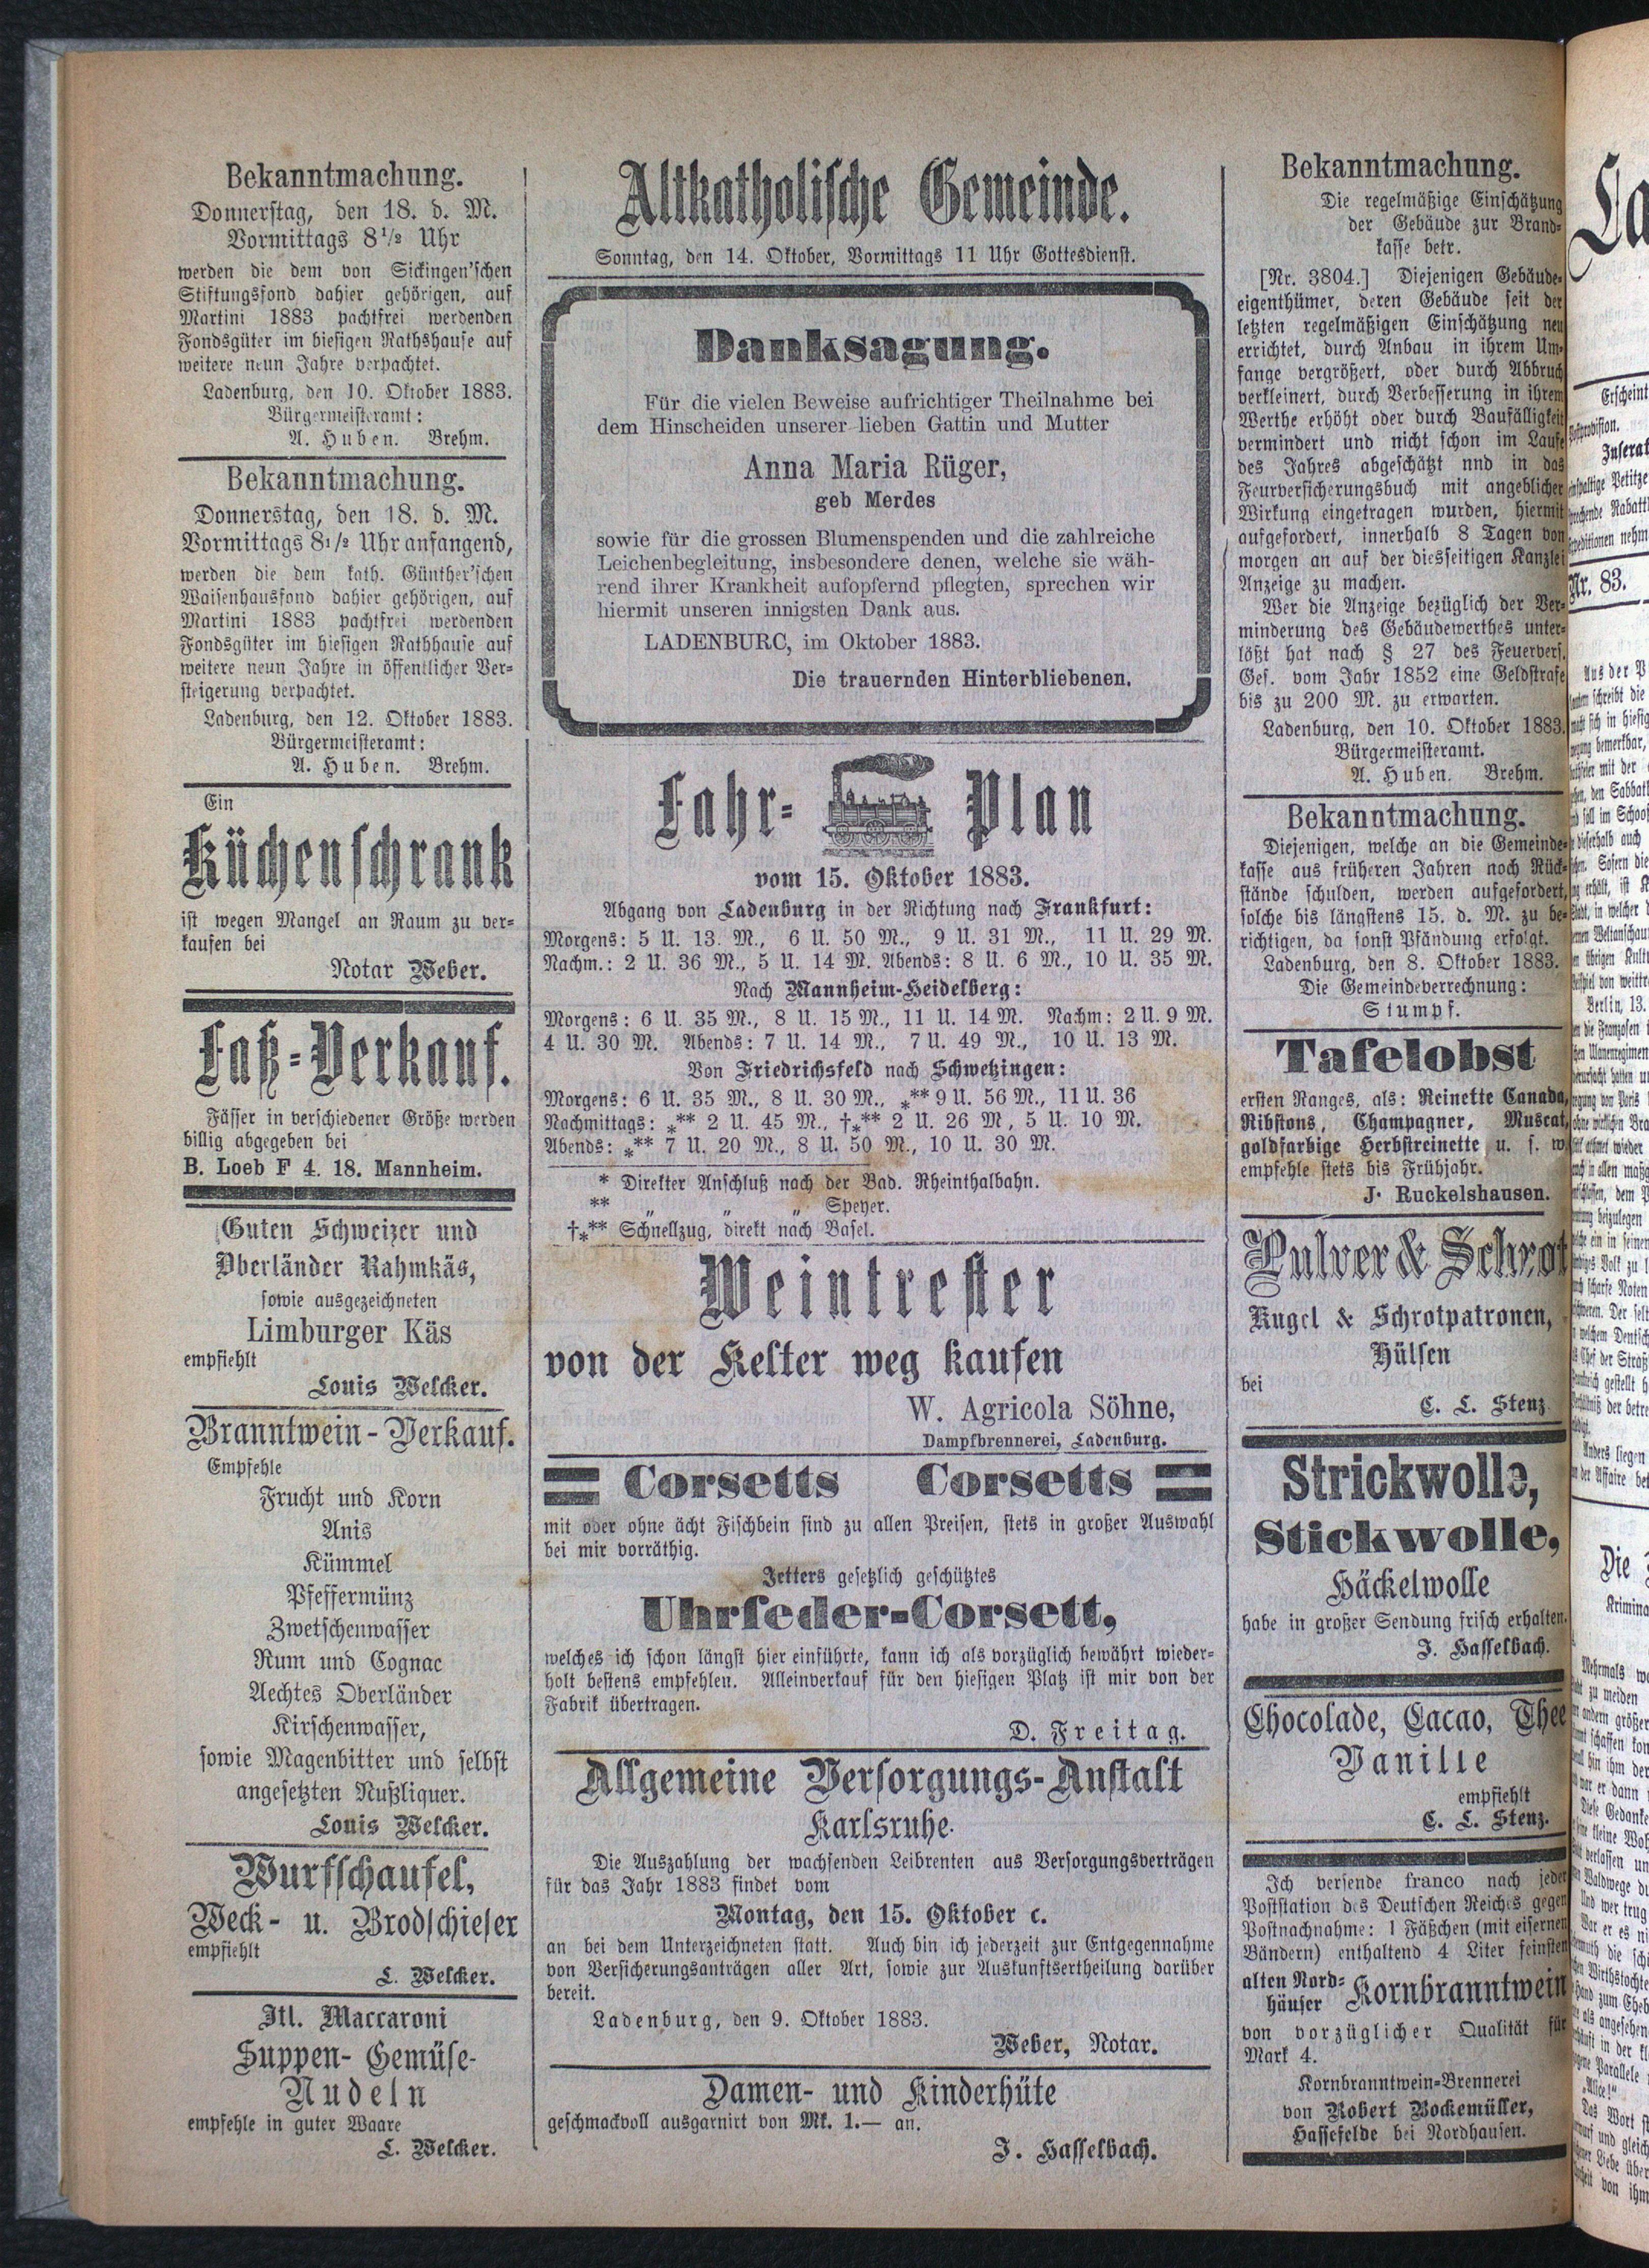 Bekanntmachung.
Donnerſtag, den 18. d. M.
Vormittags 8¹/₂ Uhr
werden die dem von Sickingen'ſchen
Stiftungsfond dahier gehörigen, auf
Martini 1883 pachtfrei werdenden
Fondsgüter im hieſigen Rathshauſe auf
weitere neun Jahre verpachtet.
Ladenburg, den 10. Oktober 1883.
Bürgermeiſteramt:
A. Huben. Brehm.
Bekanntmachung.
Donnerstag, den 18. d. M.
Vormittags 8¹/₂ Uhr anfangend,
werden die dem kath. Günther'ſchen
Waiſenhausfond dahier gehörigen, auf
Martini 1883 pachtfrei werdenden
Fondsgüter im hieſigen Rathhauſe auf
weitere neun Jahre in öffentlicher Ver⸗
ſteigerung verpachtet.
Ladenburg, den 12. Oktober 1883.
Bürgermeiſteramt:
A. Huben. Brehm.
Ein
Küchenſchrank
iſt wegen Mangel an Raum zu ver⸗
kaufen bei
Notar Weber.
Faß⸗Verkauf.
Fäſſer in verſchiedener Größe werden
billig abgegeben bei
B. Loeb F 4. 18. Mannheim.
Guten Schweizer und
Oberländer Rahmkäs,
ſowie ausgezeichneten
Limburger Käs
empfiehlt
Louis Welcker.
Branntwein-Verkauf.
Empfehle
Frucht und Korn
Anis
Kümmel
Pfeffermünz
Zwetſchenwaſſer
Rum und Cognac
Aechtes Oberländer
Kirſchenwaſſer,
ſowie Magenbitter und ſelbſt
angeſetzten Nußliquer.
Louis Welcker.
Wurfſchaufel,
Weck- u. Brodſchieſer
empfiehlt
L. Welcker.
Itl. Maccaroni
Suppen- Gemüſe-
Nudeln
empfehle in guter Waare
L. Welcker.
Altkatholiſche Gemeinde.
Sonntag, den 14. Oktober, Vormittags 11 Uhr Gottesdienſt.
Danksagung.
Für die vielen Beweise aufrichtiger Theilnahme bei
dem Hinscheiden unserer lieben Gattin und Mutter
Anna Maria Rüger,
geb Merdes
sowie für die grossen Blumenspenden und die zahlreiche
Leichenbegleitung, insbesondere denen, welche sie wäh-
rend ihrer Krankheit aufopfernd pflegten, sprechen wir
hiermit unseren innigsten Dank aus.
LADENBURG, im Oktober 1883.
Die trauernden Hinterbliebenen.
Fahr⸗ Plan
vom 15. Oktober 1883.
Abgang von Ladenburg in der Richtung nach Frankfurt:
Morgens: 5 U. 13. M., 6 U. 50 M., 9 U. 31 M., 11 U. 29 M.
Nachm.: 2 U. 36 M., 5 U. 14 M. Abends: 8 U. 6 M., 10 U. 35 M.
Nach Mannheim-Heidelberg:
Morgens: 6 U. 35 M., 8 U. 15 M., 11 U. 14 M. Nachm: 2 U. 9 M.
4 U. 30 M. Abends: 7 U. 14 M., 7 U. 49 M., 10 U. 13 M.
Von Friedrichsfeld nach Schwetzingen:
Morgens: 6 U. 35 M., 8 U. 30 M., *** 9 U. 56 M., 11 U. 36
Nachmittags: *** 2 U. 45 M., †*** 2 U. 26 M, 5 U. 10 M.
Abends: *** 7 U. 20 M., 8 U. 50 M., 10 U. 30 M.
* Direkter Anſchluß nach der Bad. Rheinthalbahn.
** „ „ „ Speyer.
†*** Schnellzug, direkt nach Baſel.
Weintreſter
von der Kelter weg kaufen
W. Agricola Söhne,
Dampfbrennerei, Ladenburg.
Corsetts Corsetts
mit oder ohne ächt Fiſchbein ſind zu allen Preiſen, ſtets in großer Auswahl
bei mir vorräthig.
Jetters geſetzlich geſchütztes
Uhrfeder-Corsett,
welches ich ſchon längſt hier einführte, kann ich als vorzüglich bewährt wieder⸗
holt beſtens empfehlen. Alleinverkauf für den hieſigen Platz iſt mir von der
Fabrik übertragen.
D. Freitag.
Allgemeine Verſorgungs-Anſtalt
Karlsruhe.
Die Auszahlung der wachſenden Leibrenten aus Verſorgungsverträgen
für das Jahr 1883 findet vom
Montag, den 15. Oktober c.
an bei dem Unterzeichneten ſtatt. Auch bin ich jederzeit zur Entgegennahme
von Verſicherungsanträgen aller Art, ſowie zur Auskunftsertheilung darüber
bereit.
Ladenburg, den 9. Oktober 1883.
Weber, Notar.
Damen- und Kinderhüte
geſchmackvoll ausgarnirt von Mk. 1.— an.
J. Haſſelbach.
Bekanntmachung.
Die regelmäßige Einſchätzung
der Gebäude zur Brand⸗
kaſſe betr.
[Nr. 3804.] Diejenigen Gebäude⸗
eigenthümer, deren Gebäude ſeit der
letzten regelmäßigen Einſchätzung neu
errichtet, durch Anbau in ihrem Um⸗
fange vergrößert, oder durch Abbruch
verkleinert, durch Verbeſſerung in ihrem
Werthe erhöht oder durch Baufälligkeit
vermindert und nicht ſchon im Laufe
des Jahres abgeſchätzt nnd in das
Feurverſicherungsbuch mit angeblicher
Wirkung eingetragen wurden, hiermit
aufgefordert, innerhalb 8 Tagen von
morgen an auf der diesſeitigen Kanzlei
Anzeige zu machen.
Wer die Anzeige bezüglich der Ver⸗
minderung des Gebäudewerthes unter⸗
lößt hat nach § 27 des Feuerverſ.
Geſ. vom Jahr 1852 eine Geldſtrafe
bis zu 200 M. zu erwarten.
Ladenburg, den 10. Oktober 1883.
Bürgermeiſteramt.
A. Huben. Brehm.
Bekanntmachung.
Diejenigen, welche an die Gemeinde⸗
kaſſe aus früheren Jahren noch Rück⸗
ſtände ſchulden, werden aufgefordert,
ſolche bis längſtens 15. d. M. zu be⸗
richtigen, da ſonſt Pfändung erfolgt.
Ladenburg, den 8. Oktober 1883.
Die Gemeindeverrechnung:
Stumpf.
Tafelobst
erſten Ranges, als: Reinette Canada,
Ribſtons, Champagner, Muscat,
goldfarbige Herbſtreinette u. ſ. w
empfehle ſtets bis Frühjahr.
J. Ruckelshausen.
Pulver & Schrot
Kugel & Schrotpatronen,
Hülſen
bei
C. L. Stenz.
Strickwolle,
Stickwolle,
Häckelwolle
habe in großer Sendung friſch erhalten.
J. Haſſelbach.
Chocolade, Cacao, Thee
Vanille
empfiehlt
C. L. Stenz.
Ich verſende franco nach jeder
Poſtſtation des Deutſchen Reiches gegen
Poſtnachnahme: 1 Fäßchen (mit eiſernen
Bändern) enthaltend 4 Liter feinſten
alten Nord⸗
häuſer Kornbranntwein
von vorzüglicher Qualität für
Mark 4.
Kornbranntwein⸗Brennerei
von Robert Bockemüller,
Haſſefelde bei Nordhauſen.
Nr. 83.